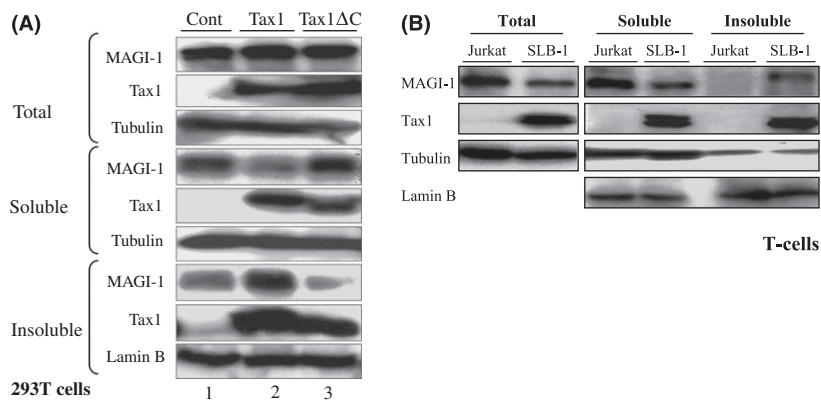 (A)
Cont Tax1 Tax1ΔC
Total
MAGI-1
Tax1
Tubulin
Soluble
MAGI-1
Tax1
Tubulin
Insoluble
MAGI-1
Tax1
Lamin B
293T cells 1 2 3
(B)
Total Soluble Insoluble
Jurkat SLB-1 Jurkat SLB-1 Jurkat SLB-1
MAGI-1
Tax1
Tubulin
Lamin B
T-cells